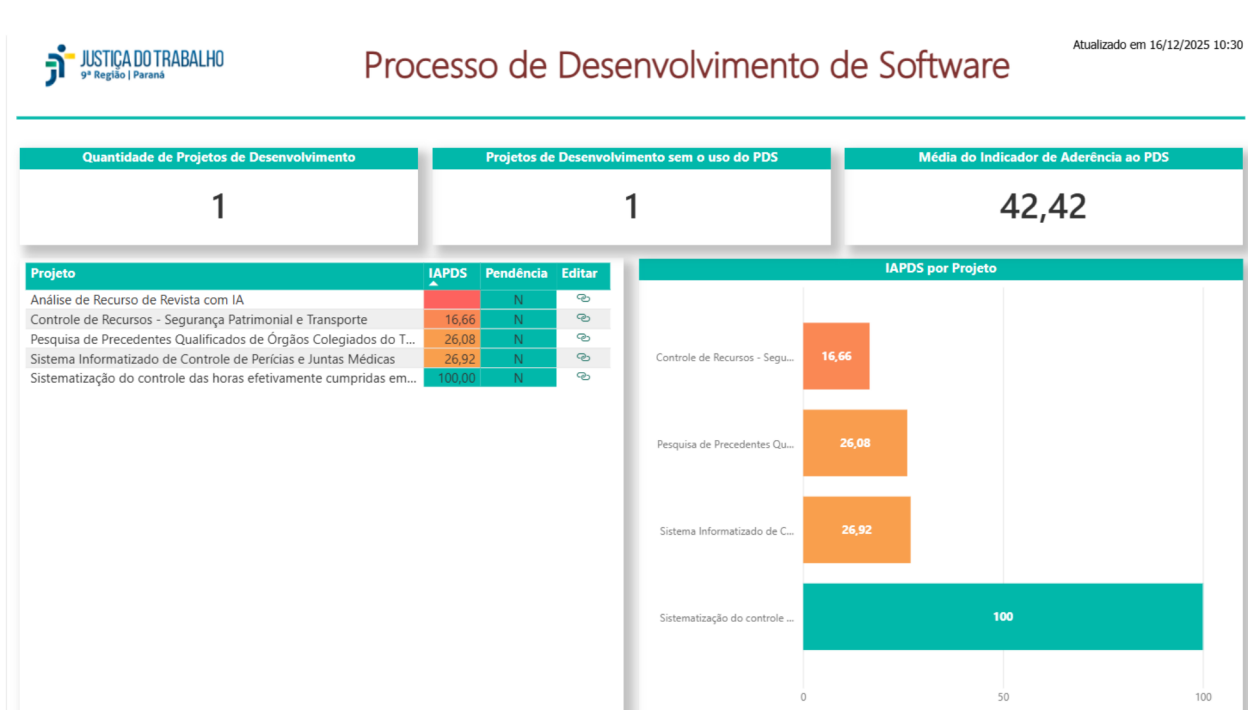 JUSTIÇA DO TRABALHO
9ª Região | Paraná
Processo de Desenvolvimento de Software
Atualizado em 16/12/2025 10:30
Quantidade de Projetos de Desenvolvimento
1
Projetos de Desenvolvimento sem o uso do PDS
1
Média do Indicador de Aderência ao PDS
42,42
Projeto IAPDS Pendência Editar
Análise de Recurso de Revista com IA N
Controle de Recursos - Segurança Patrimonial e Transporte 16,66 N
Pesquisa de Precedentes Qualificados de Órgãos Colegiados do T... 26,08 N
Sistema Informatizado de Controle de Perícias e Juntas Médicas 26,92 N
Sistematização do controle das horas efetivamente cumpridas em... 100,00 N
IAPDS por Projeto
Controle de Recursos - Segu... 16,66
Pesquisa de Precedentes Qu... 26,08
Sistema Informatizado de C... 26,92
Sistematização do controle ... 100
0 50 100